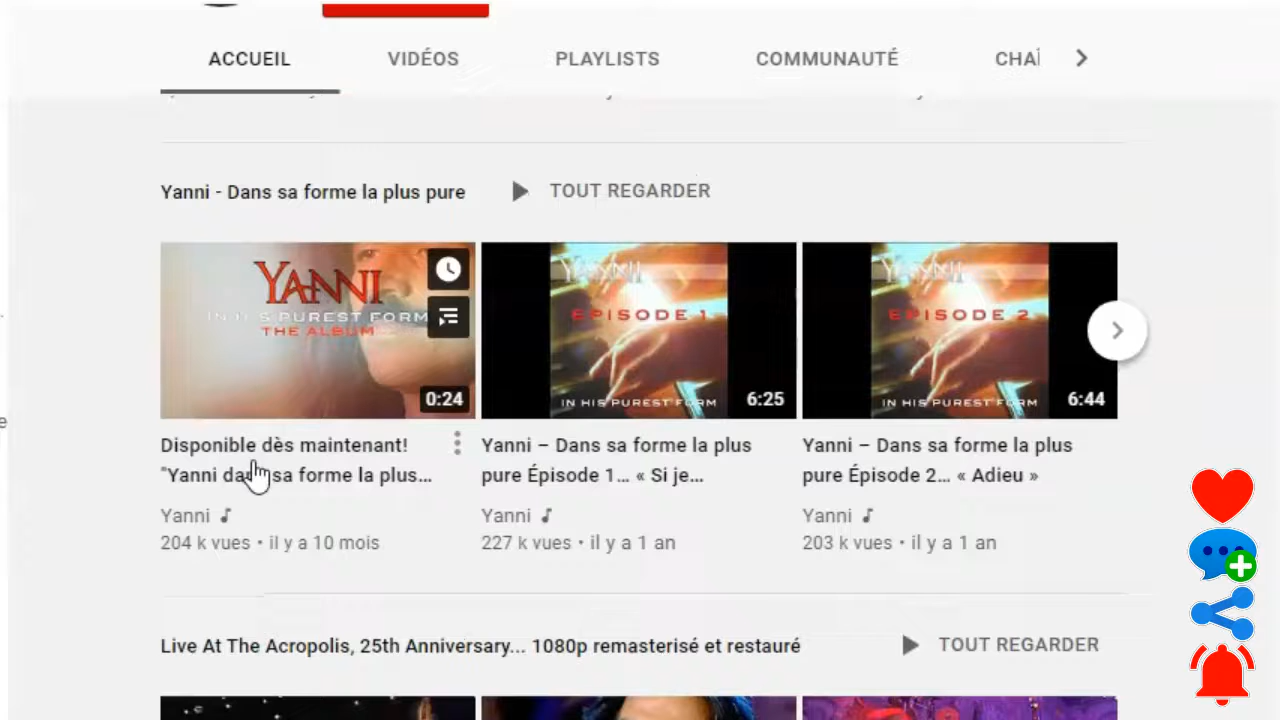 ACCUEIL
VIDÉOS
PLAYLISTS
COMMUNAUTÉ
CHAÎ
Yanni - Dans sa forme la plus pure
TOUT REGARDER
YANNI
IN HIS PUREST FORM
THE ALBUM
0:24
YANNI
EPISODE 1
IN HIS PUREST FORM
6:25
YANNI
EPISODE 2
IN HIS PUREST FORM
6:44
Disponible dès maintenant!
"Yanni dans sa forme la plus...
Yanni
204 k vues • il y a 10 mois
Yanni – Dans sa forme la plus
pure Épisode 1... « Si je...
Yanni
227 k vues • il y a 1 an
Yanni – Dans sa forme la plus
pure Épisode 2... « Adieu »
Yanni
203 k vues • il y a 1 an
Live At The Acropolis, 25th Anniversary... 1080p remasterisé et restauré
TOUT REGARDER